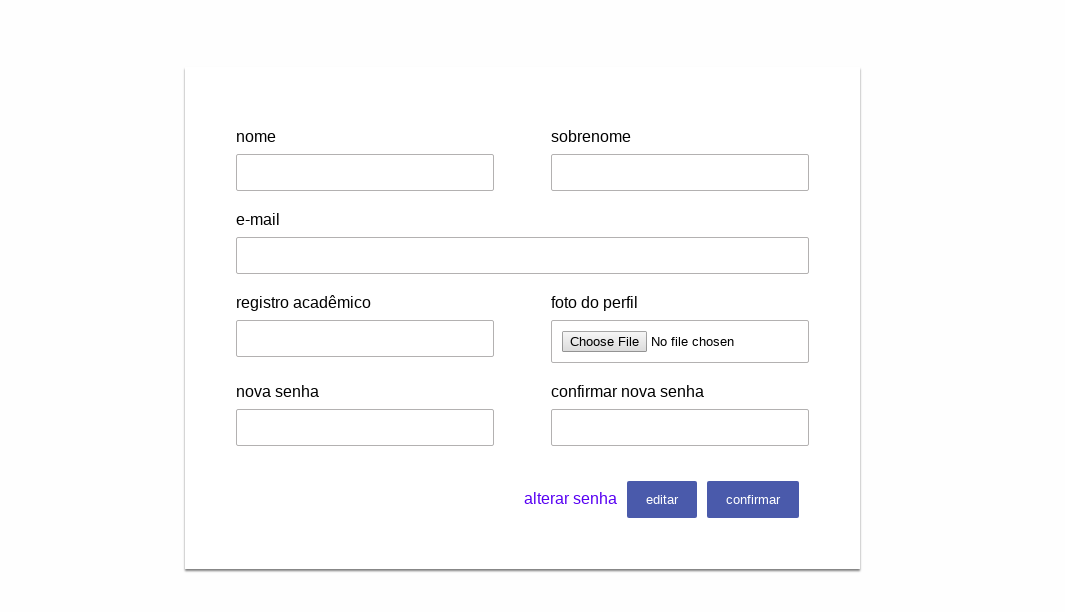 nome sobrenome
e-mail
registro acadêmico foto do perfil
Choose File No file chosen
nova senha confirmar nova senha
alterar senha editar confirmar